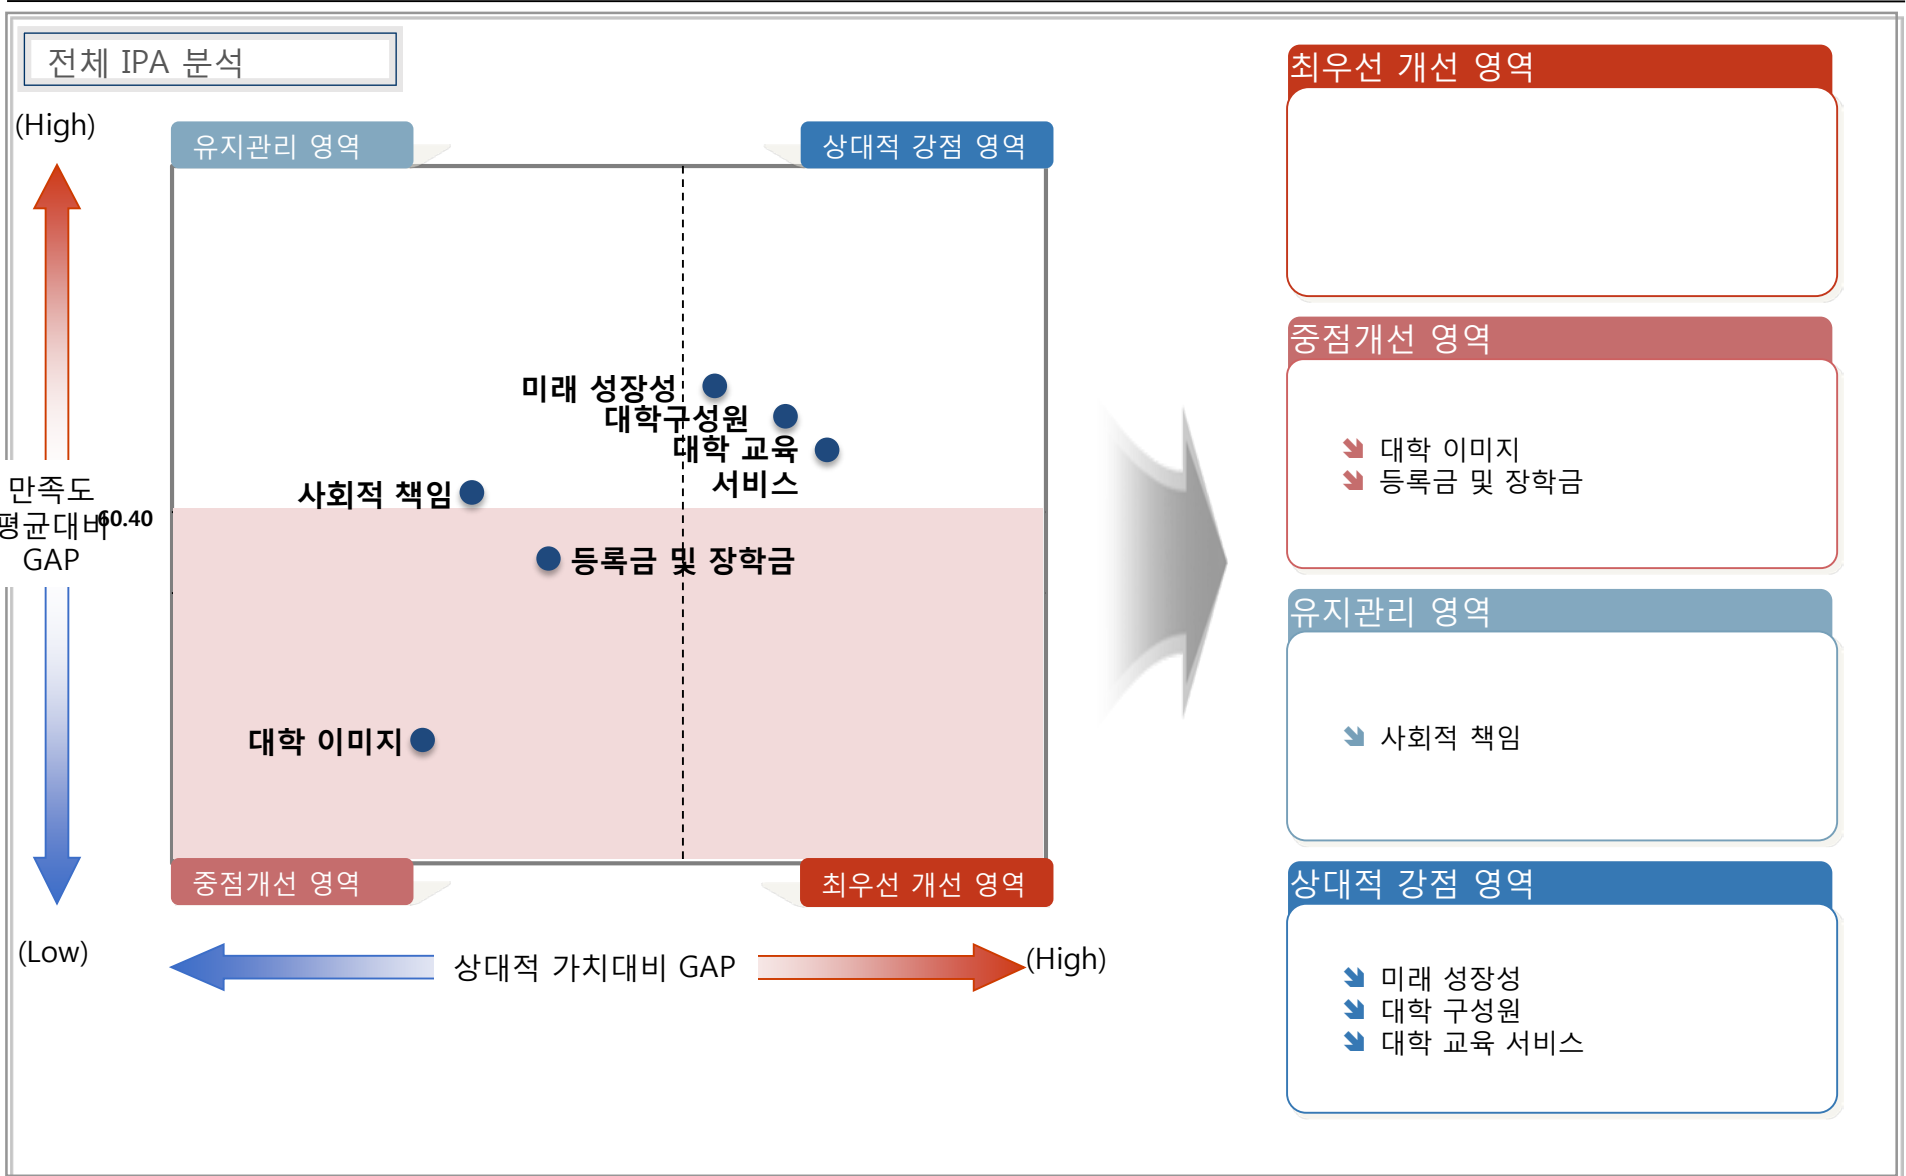 전체 IPA 분석
(High)
유지관리 영역
상대적 강점 영역
미래 성장성
대학구성원
대학 교육
서비스
사회적 책임
만족도
평균대비
GAP
60.40
등록금 및 장학금
대학 이미지
중점개선 영역
최우선 개선 영역
(Low)
상대적 가치대비 GAP
(High)
최우선 개선 영역
중점개선 영역
대학 이미지
등록금 및 장학금
유지관리 영역
사회적 책임
상대적 강점 영역
미래 성장성
대학 구성원
대학 교육 서비스